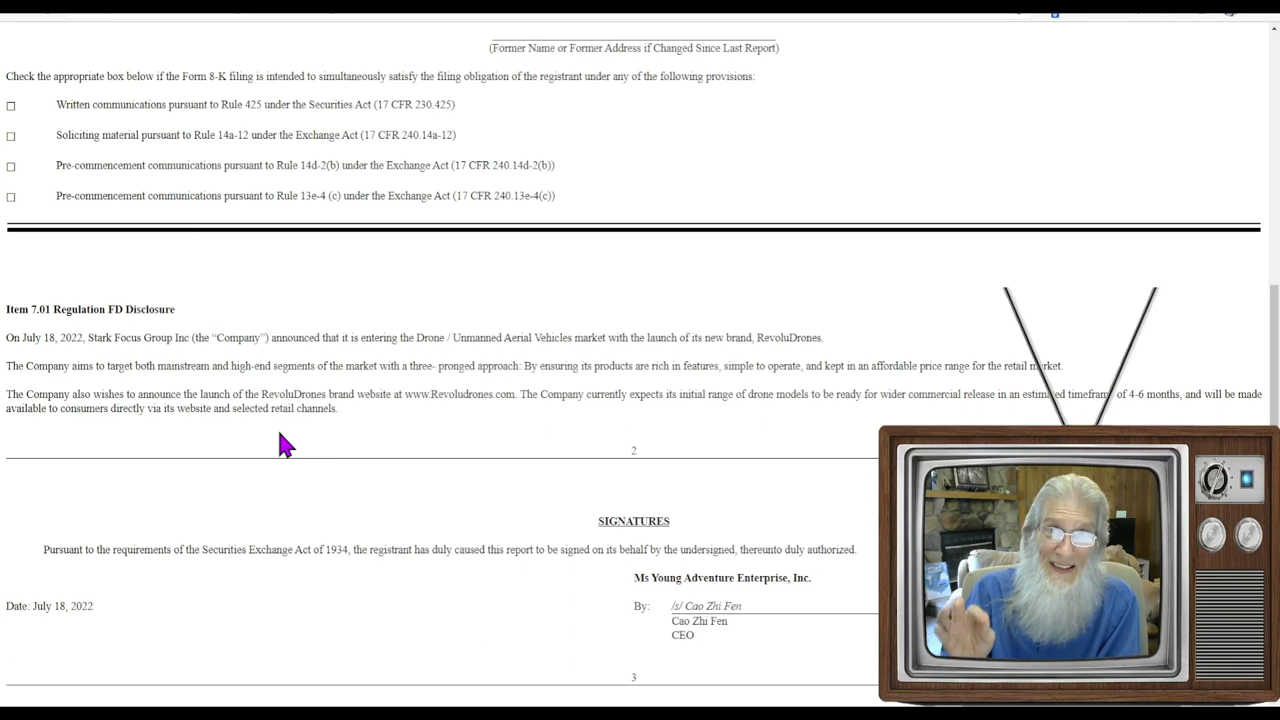 (Former Name or Former Address if Changed Since Last Report)
Check the appropriate box below if the Form 8-K filing is intended to simultaneously satisfy the filing obligation of the registrant under any of the following provisions:
☐ Written communications pursuant to Rule 425 under the Securities Act (17 CFR 230.425)
☐ Soliciting material pursuant to Rule 14a-12 under the Exchange Act (17 CFR 240.14a-12)
☐ Pre-commencement communications pursuant to Rule 14d-2(b) under the Exchange Act (17 CFR 240.14d-2(b))
☐ Pre-commencement communications pursuant to Rule 13e-4 (c) under the Exchange Act (17 CFR 240.13e-4(c))
Item 7.01 Regulation FD Disclosure
On July 18, 2022, Stark Focus Group Inc (the “Company”) announced that it is entering the Drone / Unmanned Aerial Vehicles market with the launch of its new brand, RevoluDrones.
The Company aims to target both mainstream and high-end segments of the market with a three- pronged approach: By ensuring its products are rich in features, simple to operate, and kept in an affordable price range for the retail market.
The Company also wishes to announce the launch of the RevoluDrones brand website at www.Revoludrones.com. The Company currently expects its initial range of drone models to be ready for wider commercial release in an estimated timeframe of 4-6 months, and will be made
available to consumers directly via its website and selected retail channels.
2
SIGNATURES
Pursuant to the requirements of the Securities Exchange Act of 1934, the registrant has duly caused this report to be signed on its behalf by the undersigned, thereunto duly authorized.
Ms Young Adventure Enterprise, Inc.
Date: July 18, 2022 By: /s/ Cao Zhi Fen
Cao Zhi Fen
CEO
3